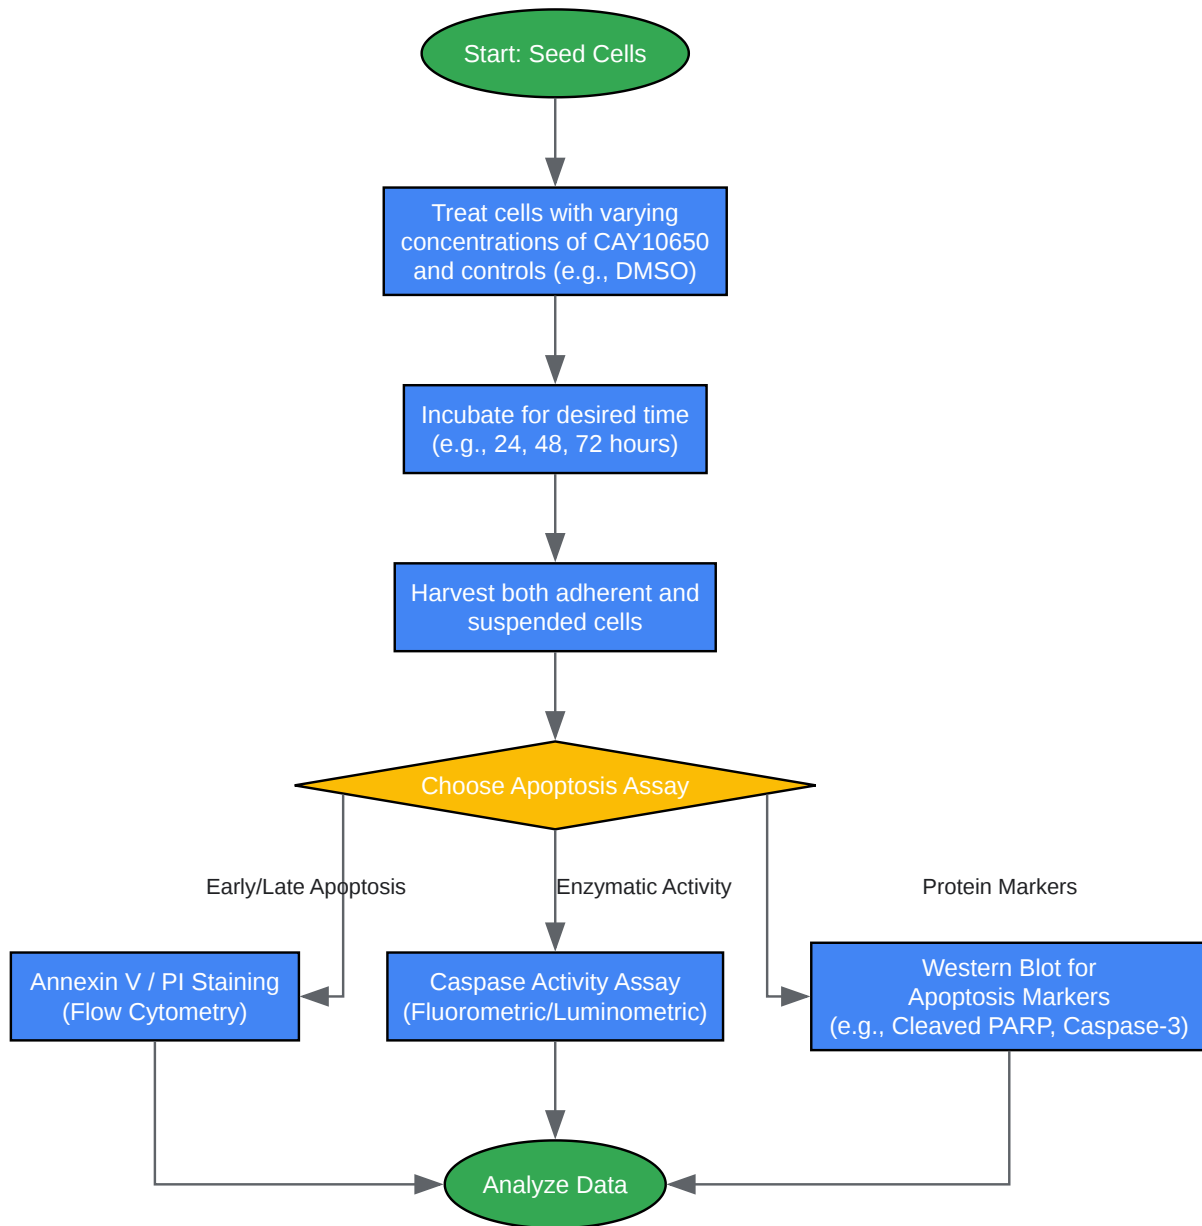 Start: Seed Cells
Treat cells with varying
concentrations of CAY10650
and controls (e.g., DMSO)
Incubate for desired time
(e.g., 24, 48, 72 hours)
Harvest both adherent and
suspended cells
Choose Apoptosis Assay
Early/Late Apoptosis
Enzymatic Activity
Protein Markers
Annexin V / PI Staining
(Flow Cytometry)
Caspase Activity Assay
(Fluorometric/Luminometric)
Western Blot for
Apoptosis Markers
(e.g., Cleaved PARP, Caspase-3)
Analyze Data